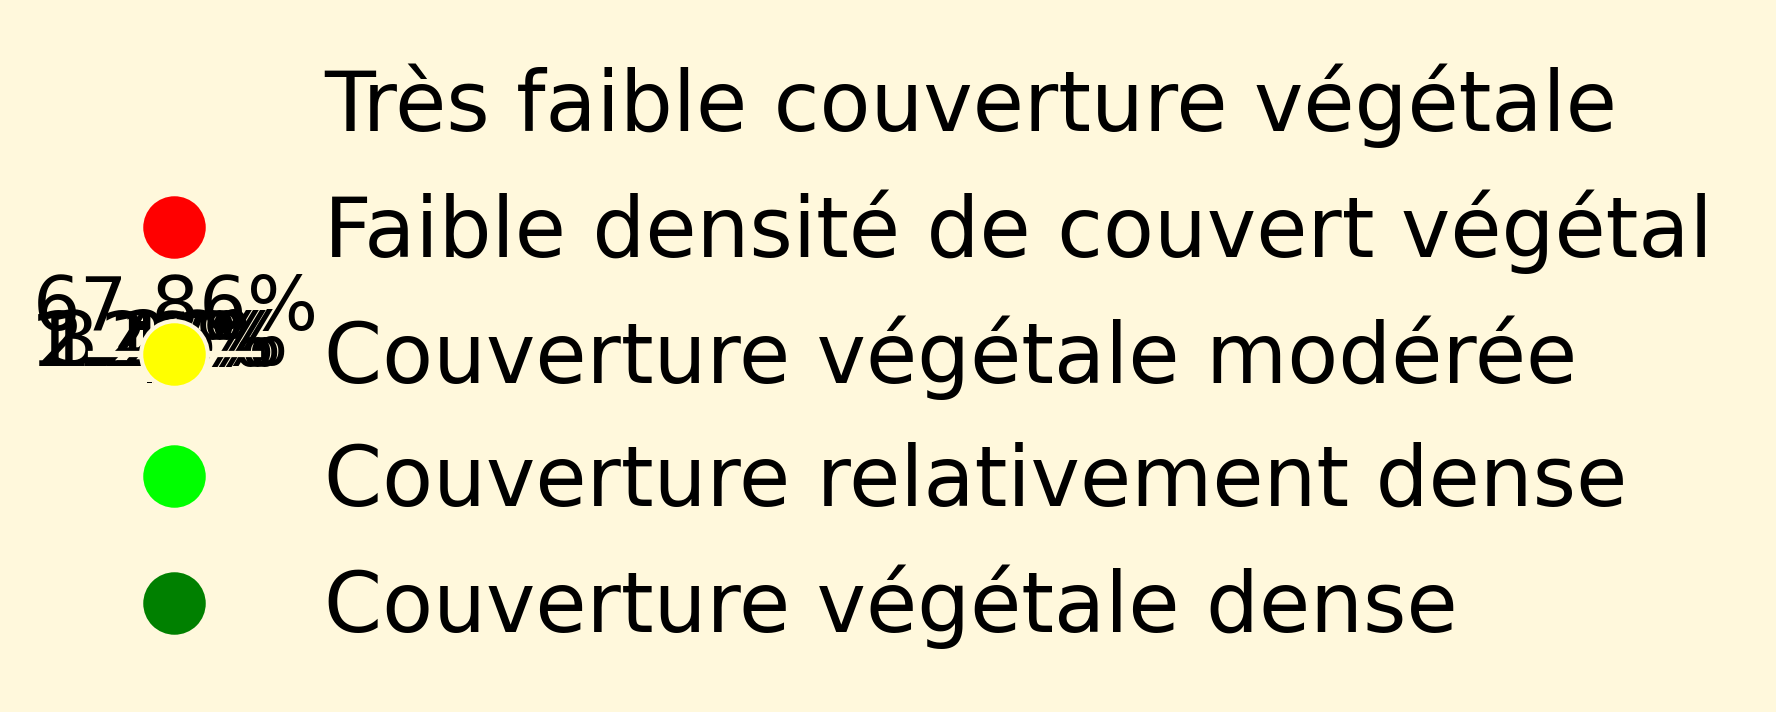 Très faible couverture végétale
Faible densité de couvert végétal
67.86%
Couverture végétale modérée
Couverture relativement dense
Couverture végétale dense